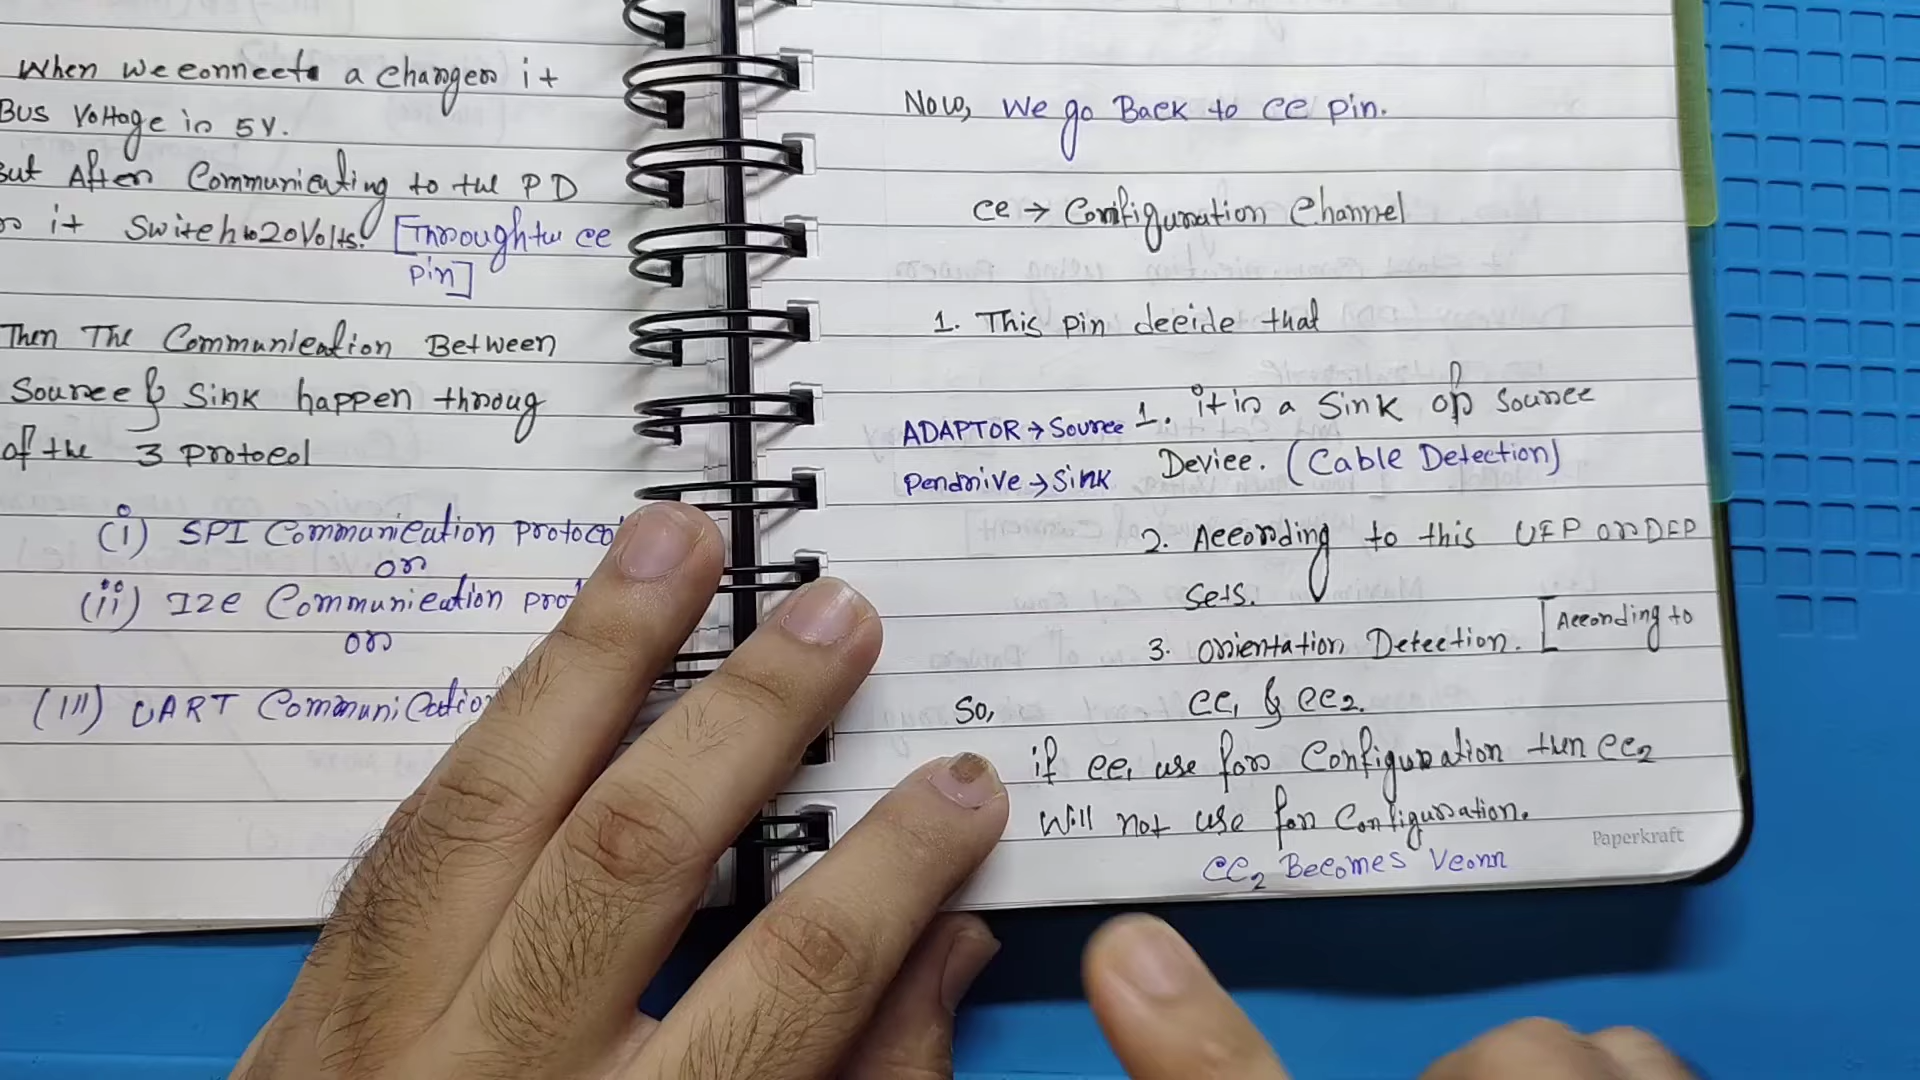 When we connect a charger it
Bus Voltage is 5V.
But After Communicating to the PD
it Switch to 20Volts. [Through the CC
pin]
Then The Communication Between
Source & Sink happen throug
of the 3 protocol
(i) SPI Communication protocol
or
(ii) I2C Communication prot
or
(III) UART Communication
Now, We go Back to CC pin.
CC → Configuration Channel
1. This pin decide that
1. it is a Sink or Source
ADAPTOR → Source
Device. (Cable Detection)
Pendrive → Sink
2. According to this UFP or DFP
Sets.
3. Orientation Detection. [According to
CC1 & CC2.
So,
if CC1 use for Configuration then CC2
Will not use for Configuration.
Paperkraft
CC2 Becomes Vconn